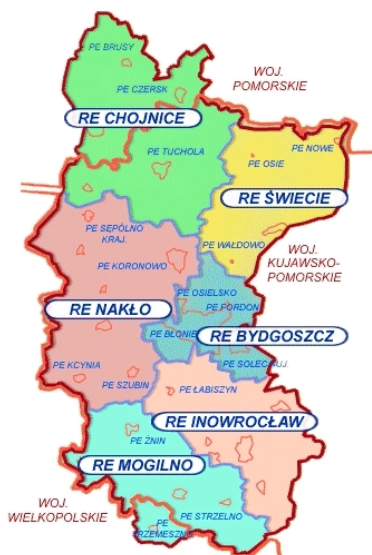 PE BRUSY
WOJ.
POMORSKIE
PE CZERSK
RE CHOJNICE
PE NOWE
PE TUCHOLA
PE OSIE
RE ŚWIECIE
PE SĘPÓLNO
KRAJ.
PE WAŁDOWO
WOJ.
KUJAWSKO-
POMORSKIE
PE KORONOWO
PE OSIELSKO
PE FORDON
RE NAKŁO
PE BŁONIE
RE BYDGOSZCZ
PE KCYNIA
PE SOLEC KUJ.
PE SZUBIN
PE ŁABISZYN
RE INOWROCŁAW
PE ŻNIN
RE MOGILNO
WOJ.
WIELKOPOLSKIE
PE STRZELNO
PE